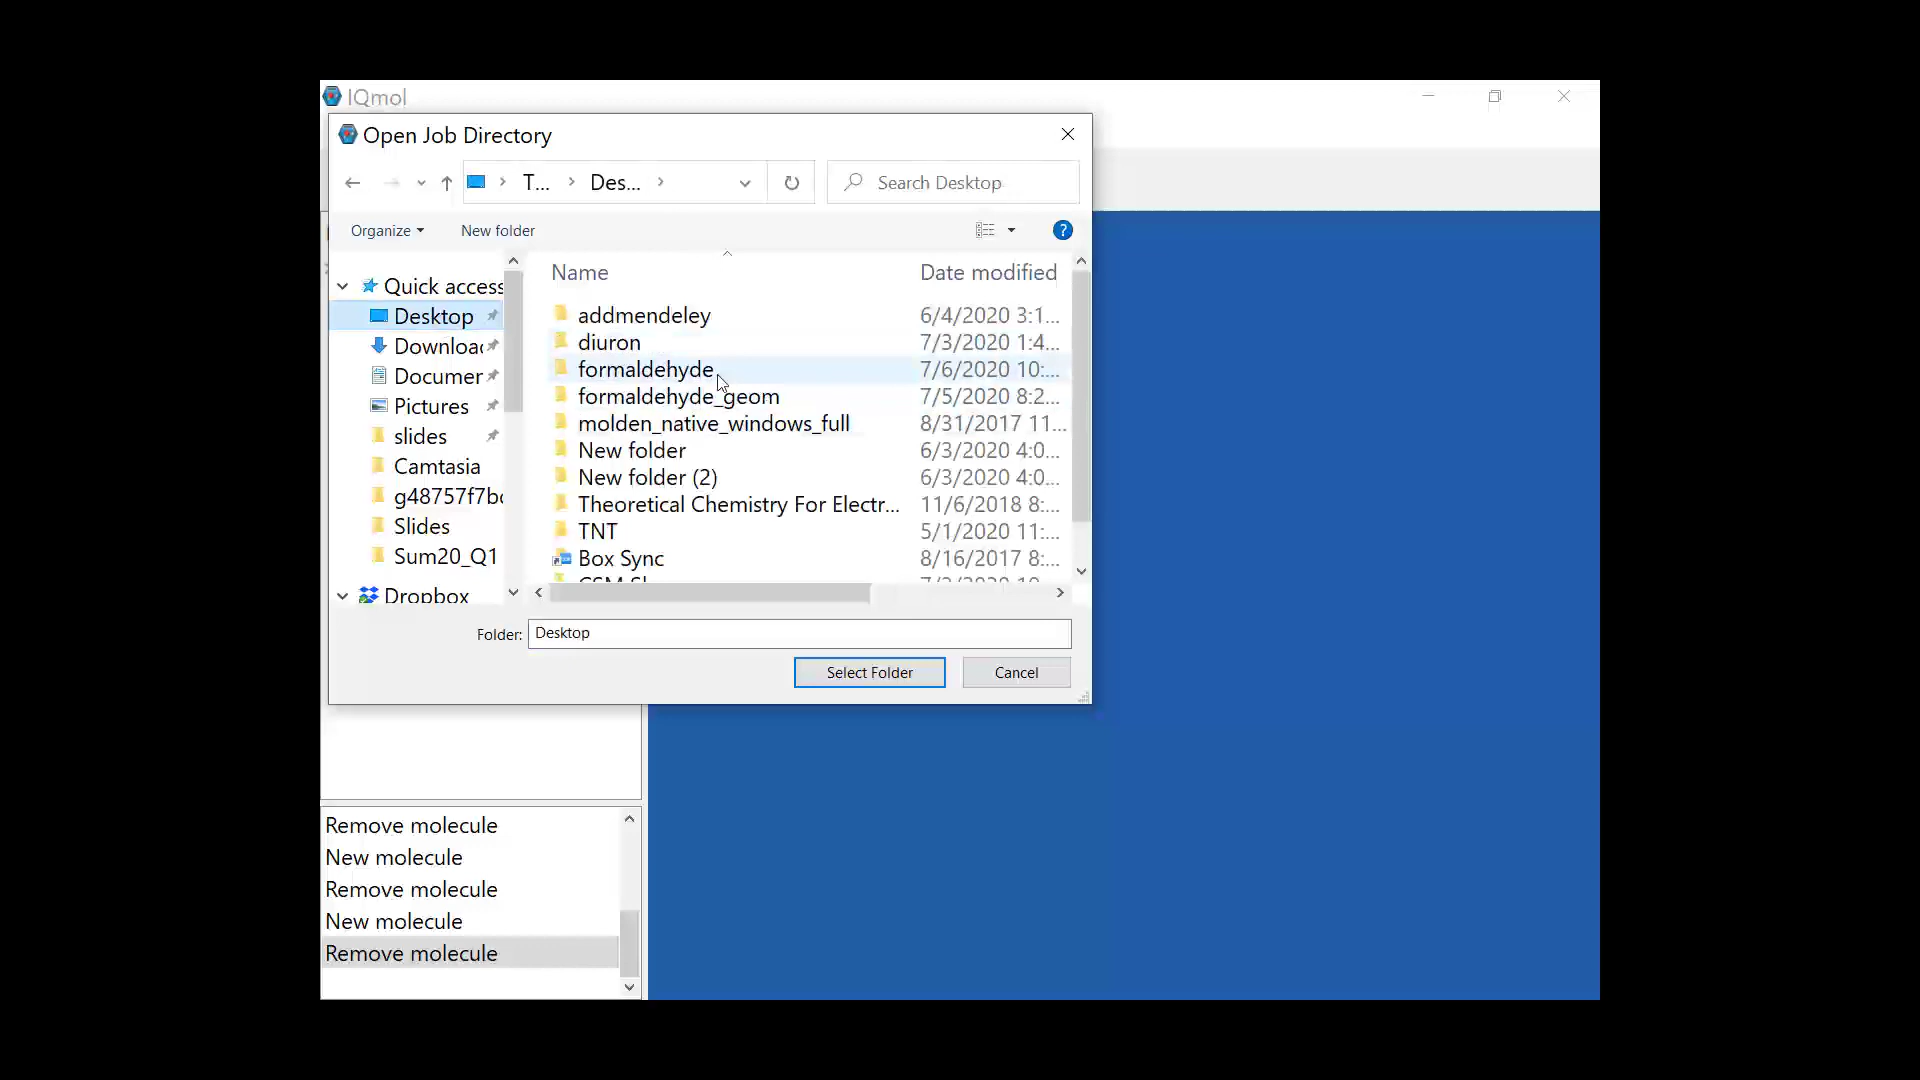 IQmol
Open Job Directory
T... Des...
Search Desktop
Organize New folder
?
Name Date modified
Quick access
Desktop
Downloa
Documer
Pictures
slides
Camtasia
g48757f7b
Slides
Sum20_Q1
Dropbox
addmendeley 6/4/2020 3:1...
diuron 7/3/2020 1:4...
formaldehyde 7/6/2020 10:...
formaldehyde_geom 7/5/2020 8:2...
molden_native_windows_full 8/31/2017 11...
New folder 6/3/2020 4:0...
New folder (2) 6/3/2020 4:0...
Theoretical Chemistry For Electr... 11/6/2018 8:...
TNT 5/1/2020 11:...
Box Sync 8/16/2017 8:...
Folder: Desktop
Select Folder Cancel
Remove molecule
New molecule
Remove molecule
New molecule
Remove molecule